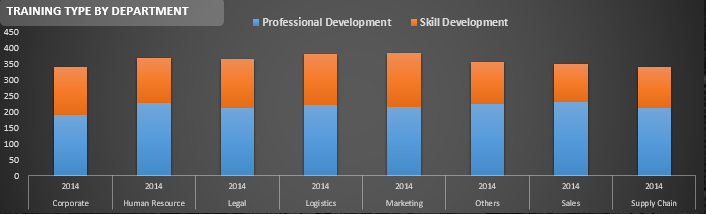 TRAINING TYPE BY DEPARTMENT
Professional Development Skill Development
450
400
350
300
250
200
150
100
50
0
2014 2014 2014 2014 2014 2014 2014 2014
Corporate Human Resource Legal Logistics Marketing Others Sales Supply Chain